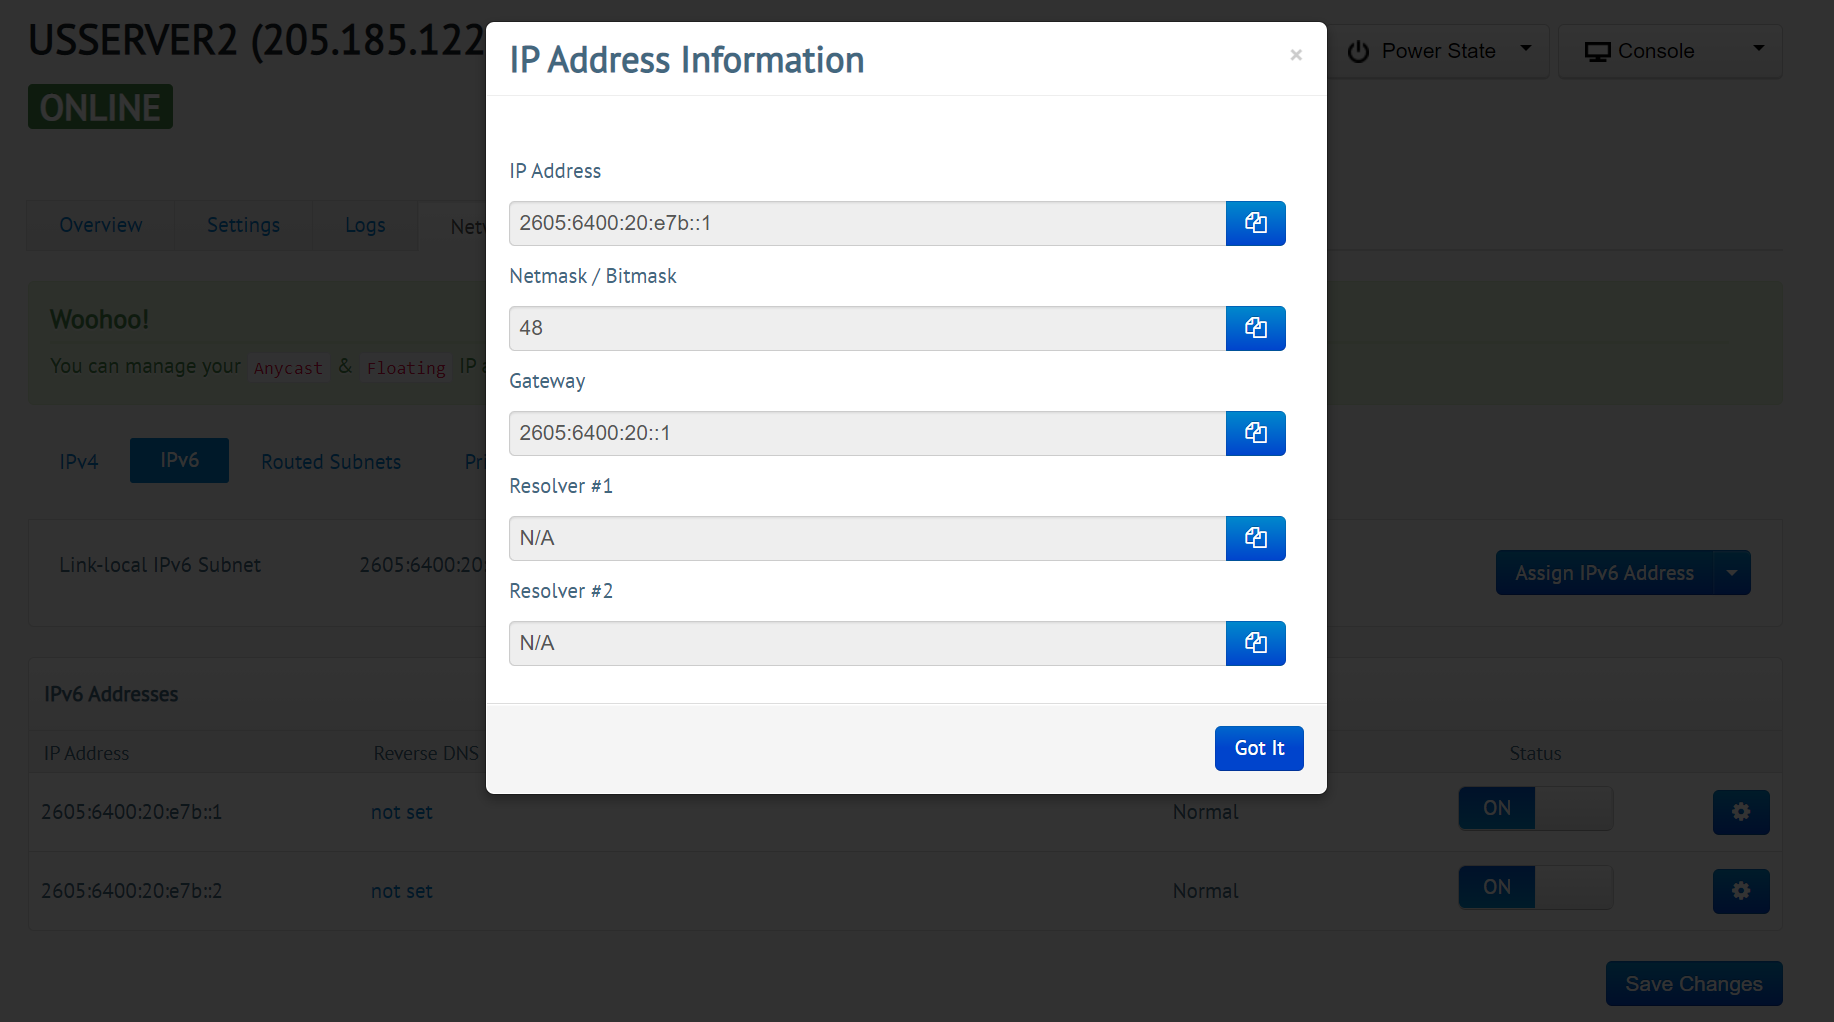 USSERVER2 (205.185.122
ONLINE
Power State
Console
Overview
Settings
Logs
Woohoo!
You can manage your Anycast & Floating IP
IPv4
IPv6
Routed Subnets
Link-local IPv6 Subnet
2605:6400:20:
Assign IPv6 Address
IPv6 Addresses
IP Address
Reverse DNS
Status
2605:6400:20:e7b::1
not set
Normal
ON
2605:6400:20:e7b::2
not set
Normal
ON
Save Changes
IP Address Information
×
IP Address
2605:6400:20:e7b::1
Netmask / Bitmask
48
Gateway
2605:6400:20::1
Resolver #1
N/A
Resolver #2
N/A
Got It